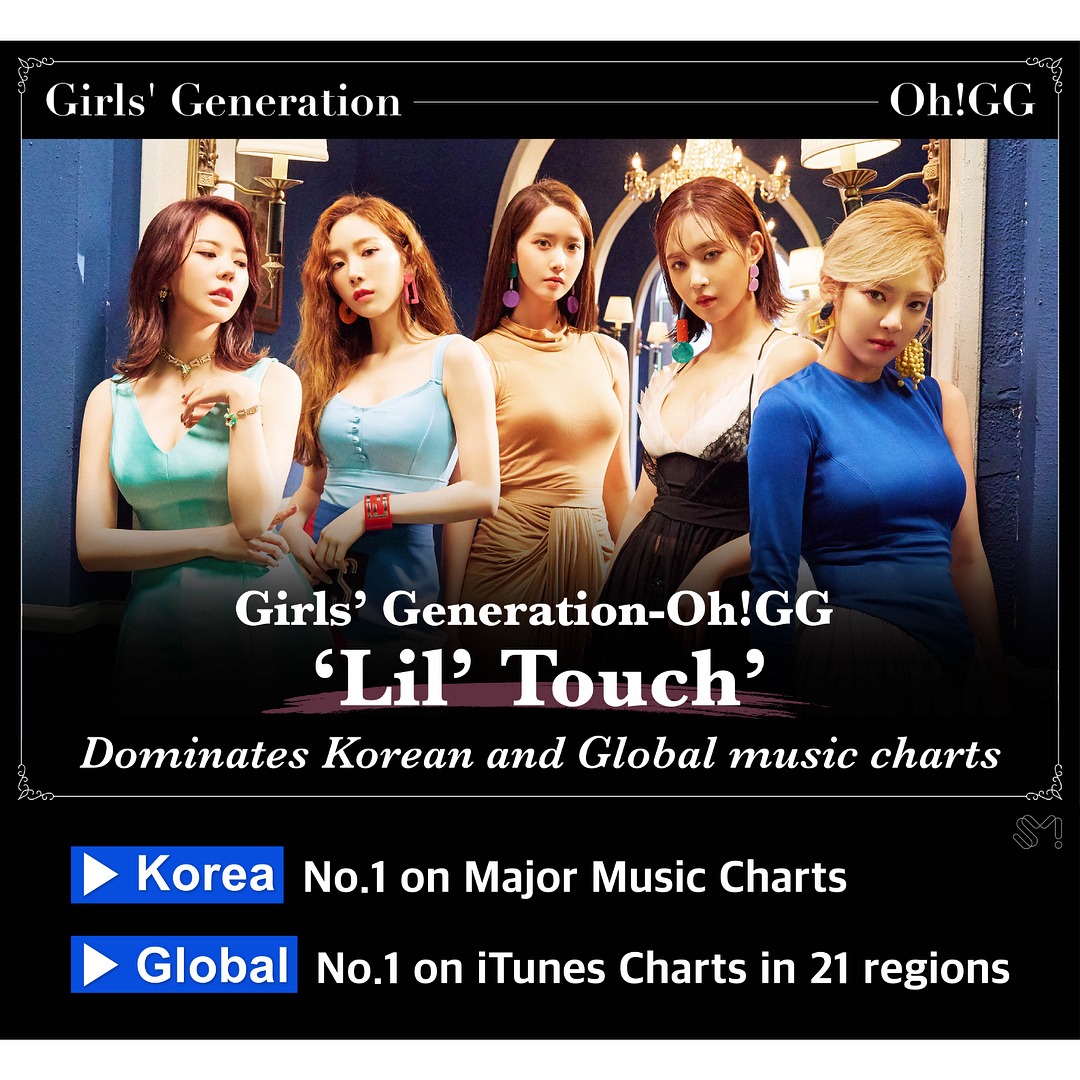 Girls' Generation Oh!GG
Girls’ Generation-Oh!GG
‘Lil’ Touch’
Dominates Korean and Global music charts
SM!
Korea No.1 on Major Music Charts
Global No.1 on iTunes Charts in 21 regions